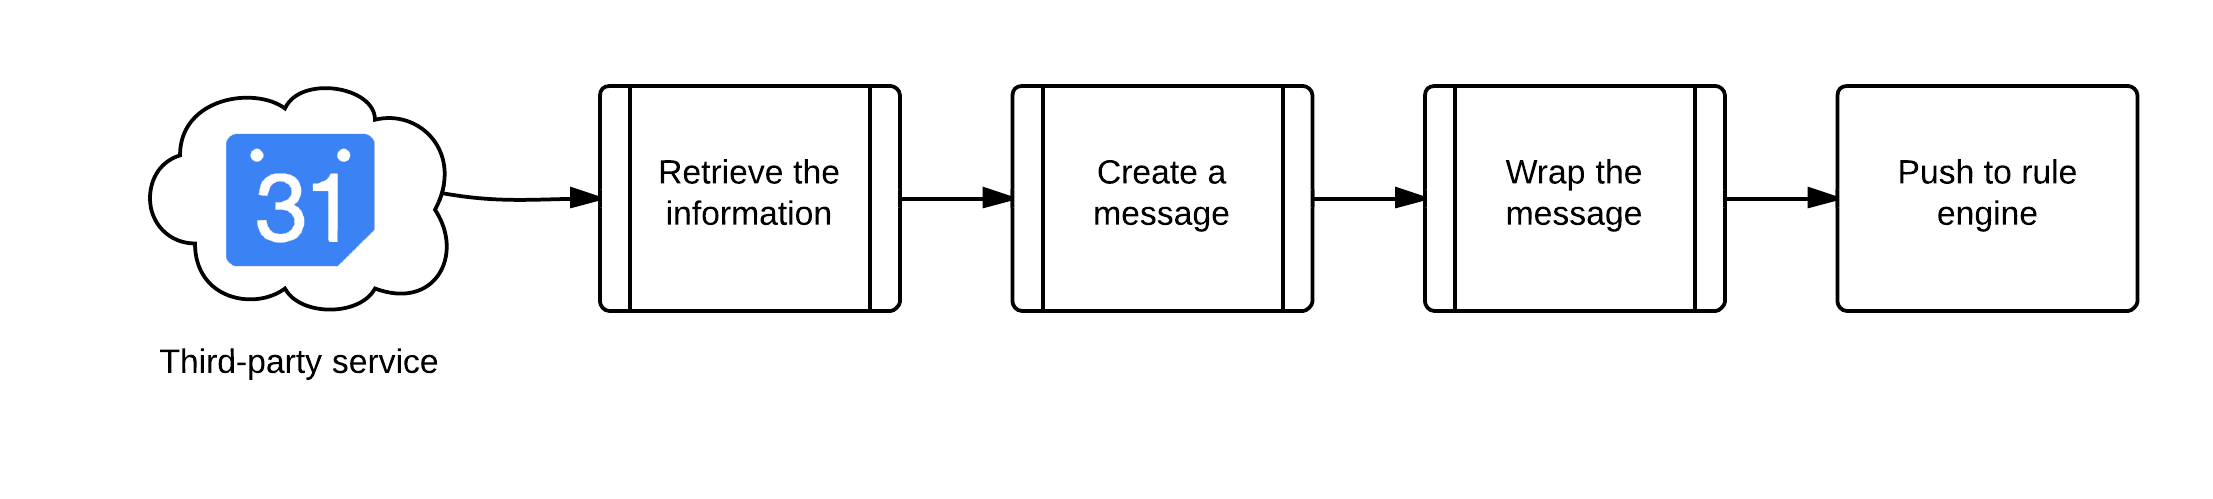 31
Third-party service
Retrieve the
information
Create a
message
Wrap the
message
Push to rule
engine